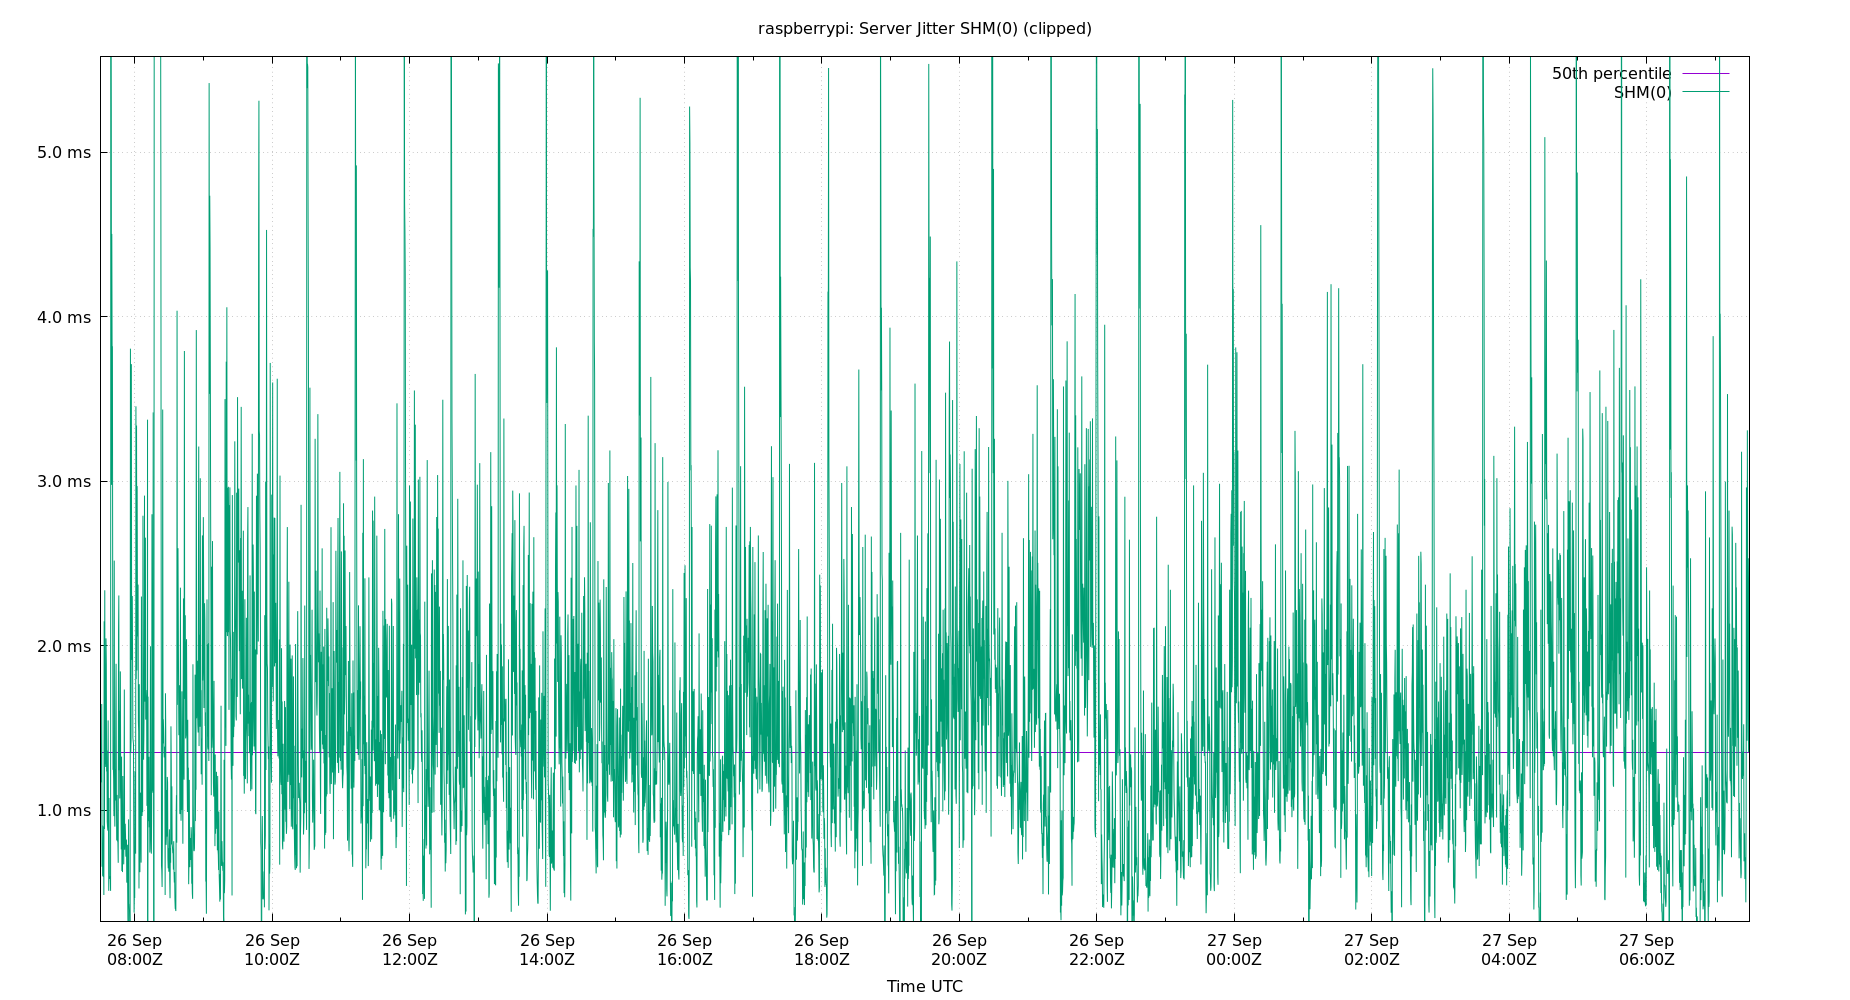 raspberrypi: Server Jitter SHM(0) (clipped)
50th percentile
SHM(0)
5.0 ms
4.0 ms
3.0 ms
2.0 ms
1.0 ms
26 Sep 26 Sep 26 Sep 26 Sep 26 Sep 26 Sep 26 Sep 26 Sep 27 Sep 27 Sep 27 Sep 27 Sep
08:00Z 10:00Z 12:00Z 14:00Z 16:00Z 18:00Z 20:00Z 22:00Z 00:00Z 02:00Z 04:00Z 06:00Z
Time UTC